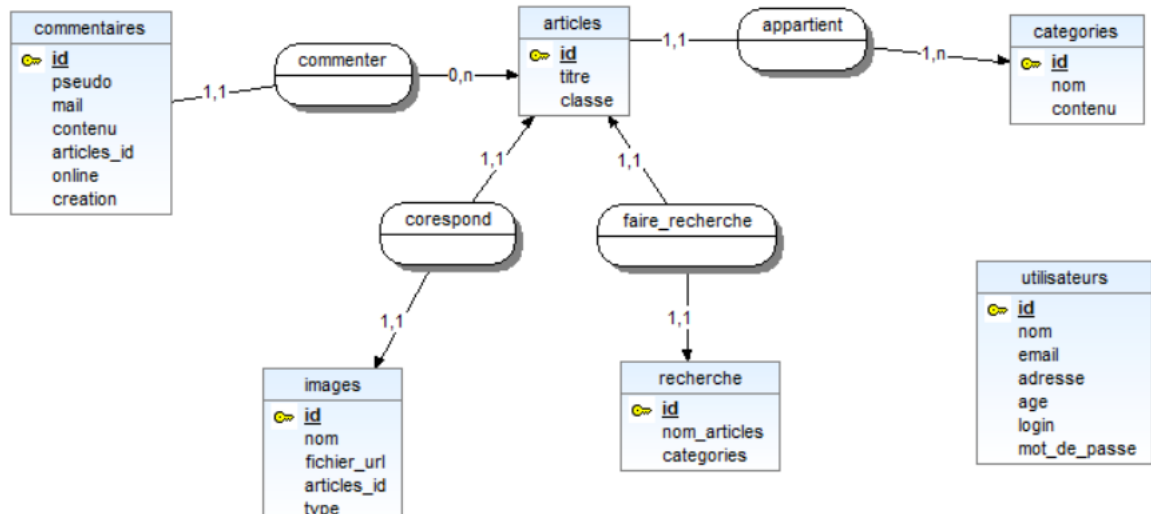 commentaires
id
pseudo
mail
contenu
articles_id
online
creation
1,1
commenter
0,n
articles
id
titre
classe
1,1
appartient
1,n
categories
id
nom
contenu
1,1
corespond
1,1
images
id
nom
fichier_url
articles_id
type
1,1
faire_recherche
1,1
recherche
id
nom_articles
categories
utilisateurs
id
nom
email
adresse
age
login
mot_de_passe